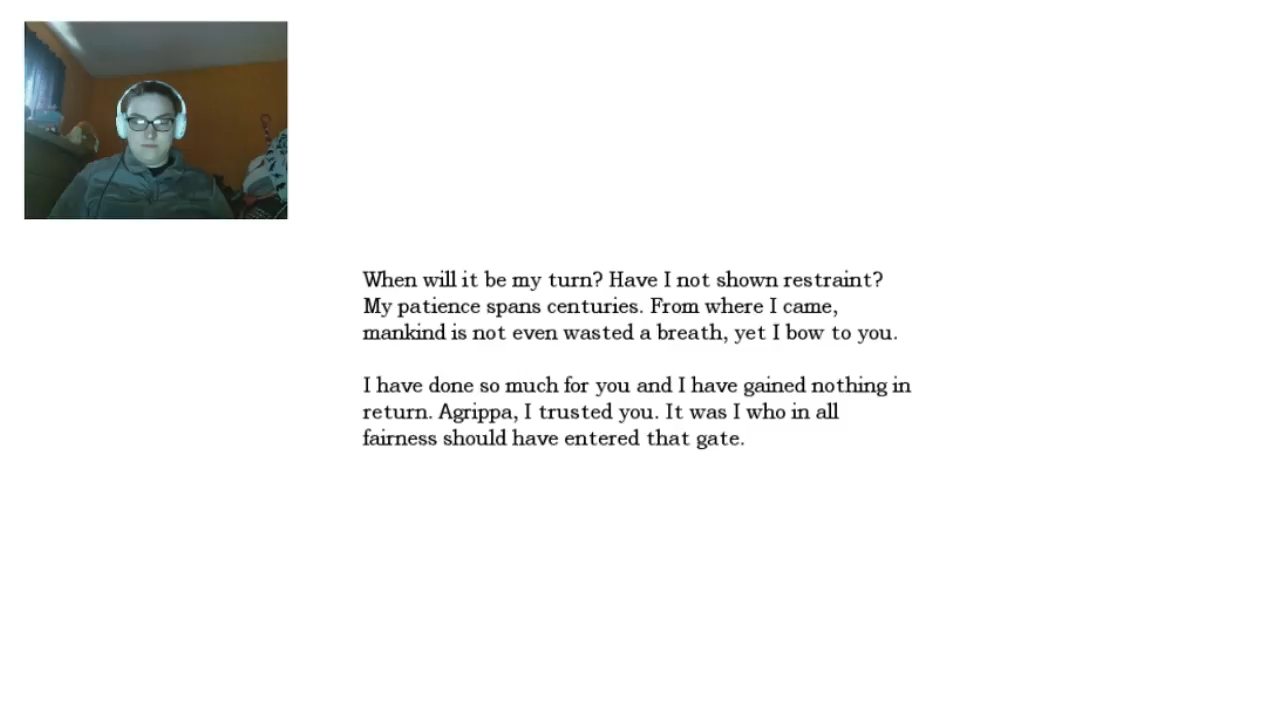 When will it be my turn? Have I not shown restraint?
My patience spans centuries. From where I came,
mankind is not even wasted a breath, yet I bow to you.
I have done so much for you and I have gained nothing in
return. Agrippa, I trusted you. It was I who in all
fairness should have entered that gate.